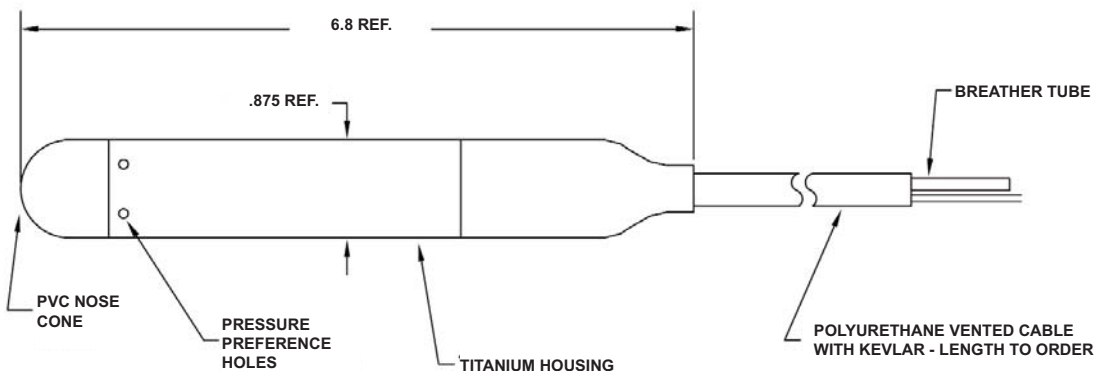 6.8 REF.
.875 REF.
BREATHER TUBE
PVC NOSE
CONE
PRESSURE
PREFERENCE
HOLES
TITANIUM HOUSING
POLYURETHANE VENTED CABLE
WITH KEVLAR - LENGTH TO ORDER